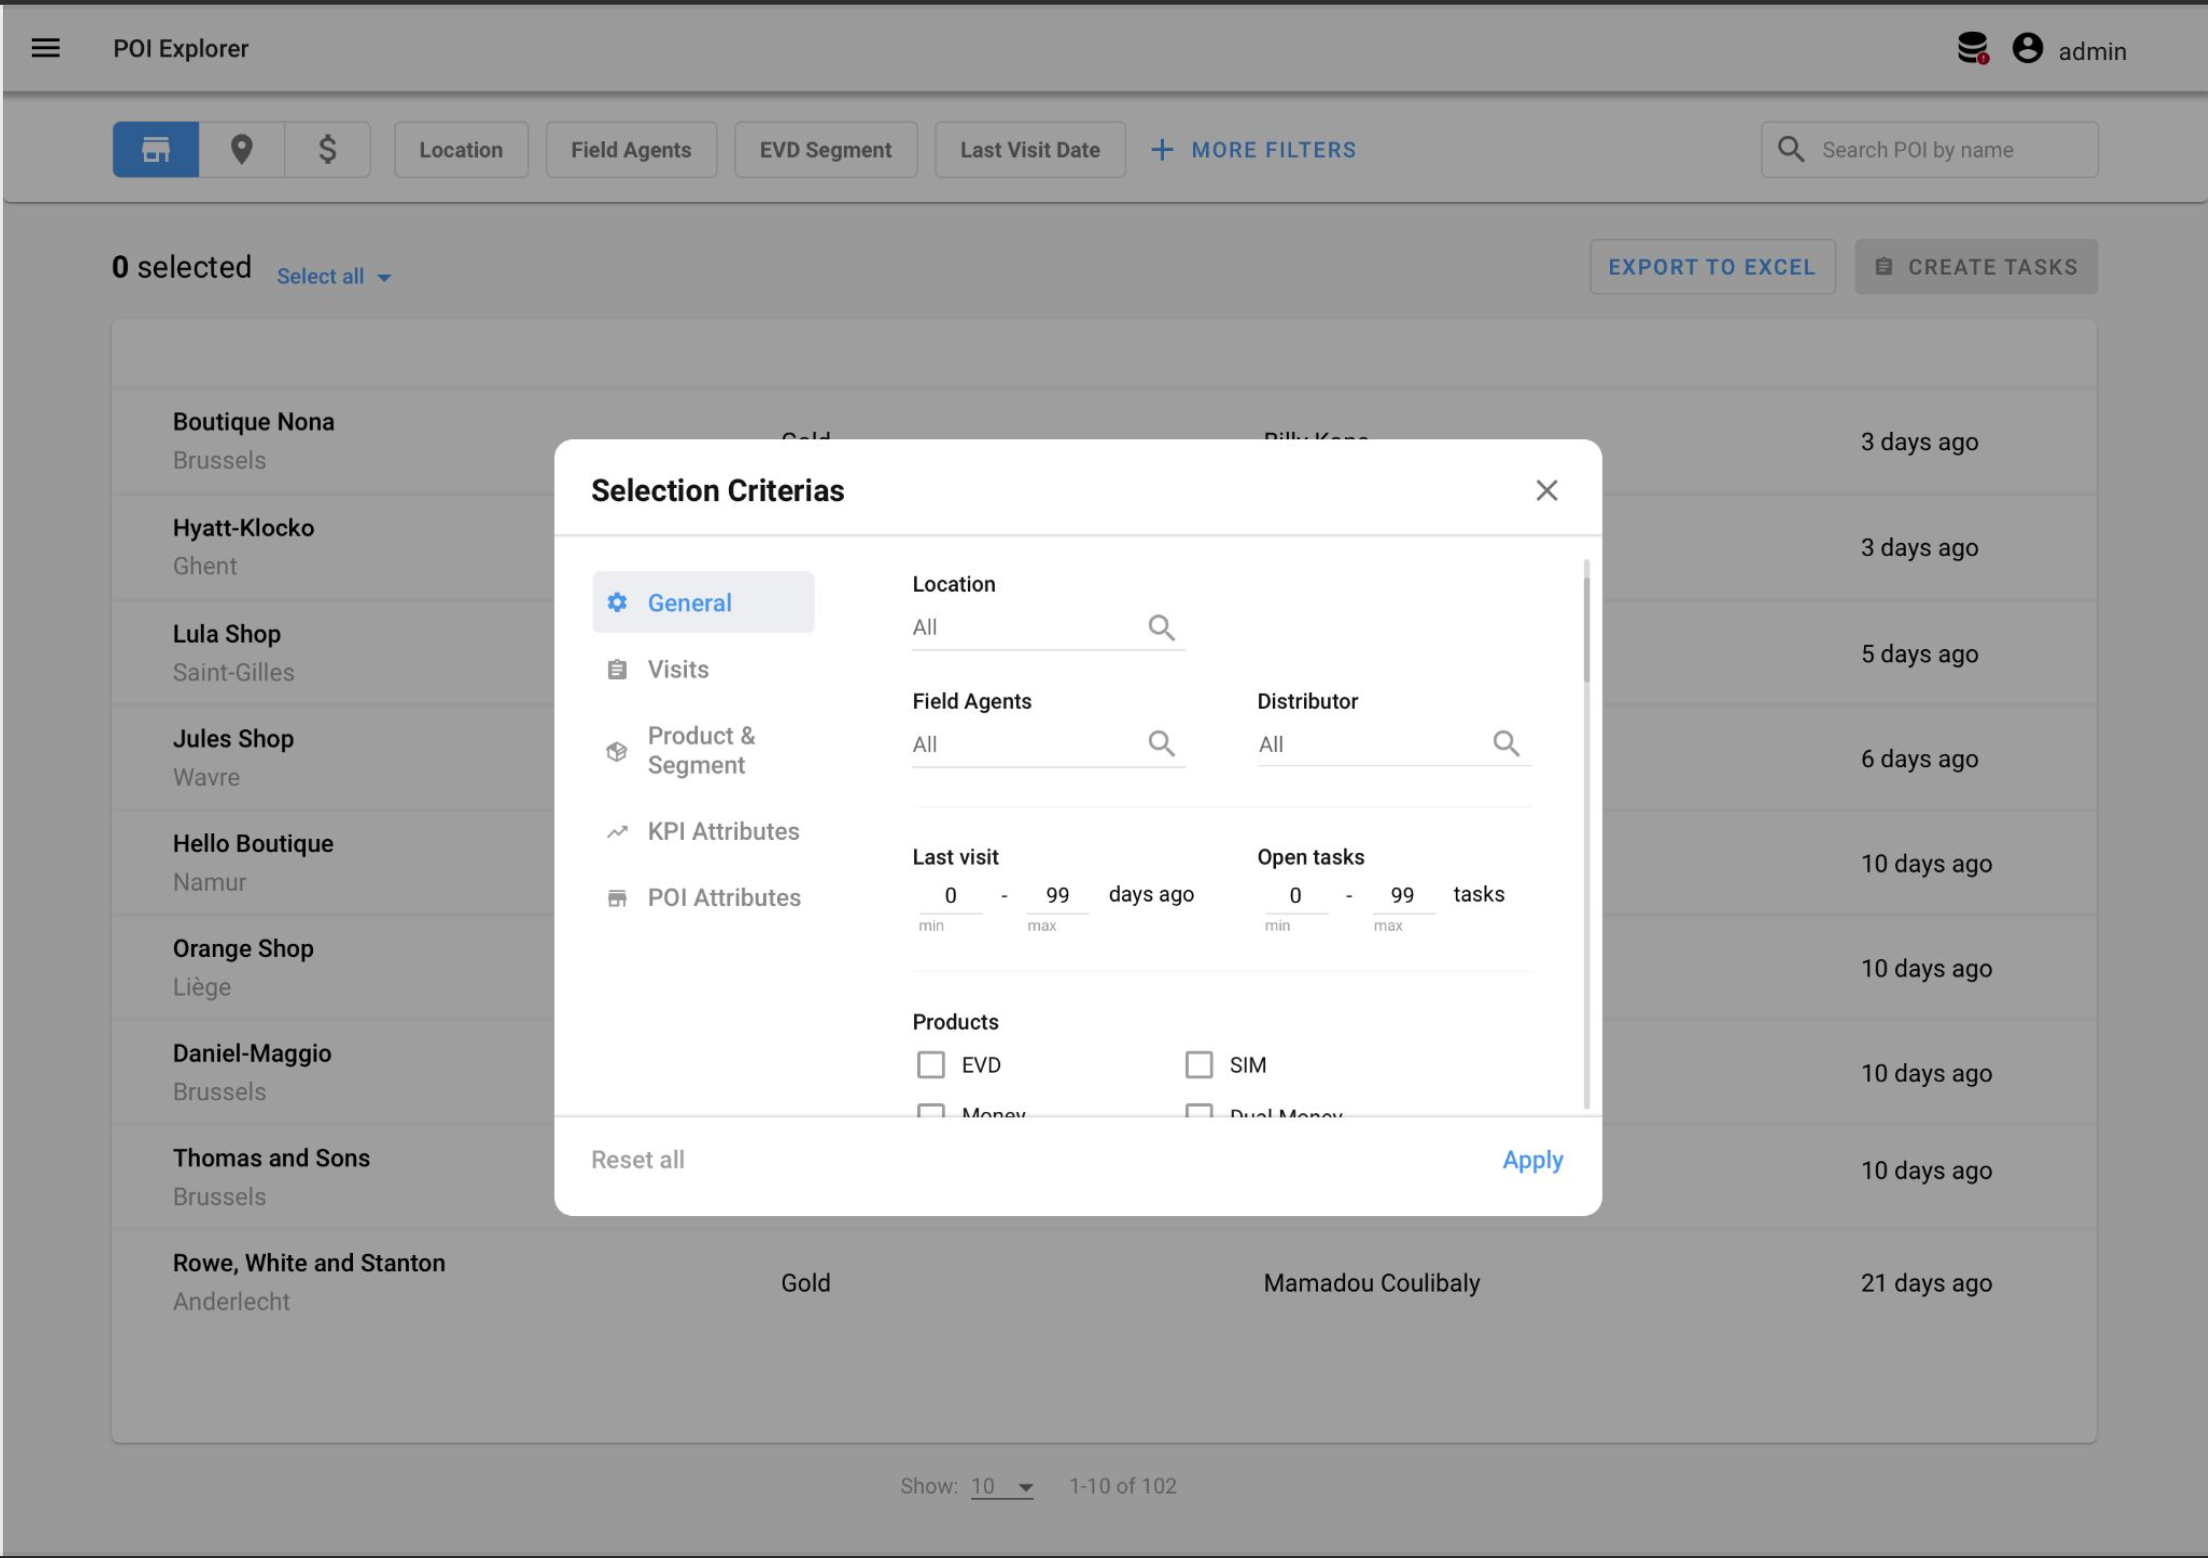 POI Explorer
admin
Location Field Agents EVD Segment Last Visit Date + MORE FILTERS Search POI by name
0 selected Select all EXPORT TO EXCEL CREATE TASKS
Boutique Nona
Brussels
Gold Billy Kone 3 days ago
Hyatt-Klocko
Ghent
3 days ago
Lula Shop
Saint-Gilles
5 days ago
Jules Shop
Wavre
6 days ago
Hello Boutique
Namur
10 days ago
Orange Shop
Liège
10 days ago
Daniel-Maggio
Brussels
10 days ago
Thomas and Sons
Brussels
10 days ago
Rowe, White and Stanton
Anderlecht
Gold Mamadou Coulibaly 21 days ago
Show: 10 1-10 of 102
Selection Criterias
General
Visits
Product &
Segment
KPI Attributes
POI Attributes
Location
All
Field Agents Distributor
All All
Last visit Open tasks
0 - 99 days ago 0 - 99 tasks
min max min max
Products
EVD SIM
Money Dual Money
Reset all Apply